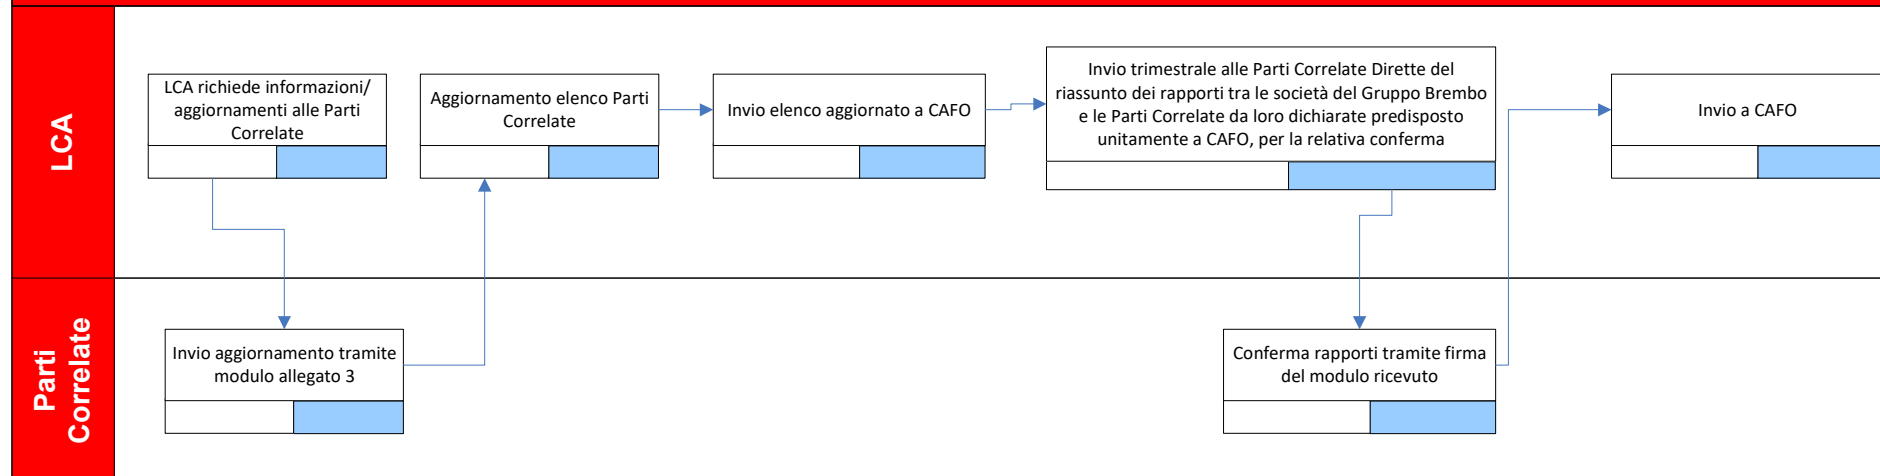 LCA
LCA richiede informazioni/
aggiornamenti alle Parti
Correlate
Aggiornamento elenco Parti
Correlate
Invio elenco aggiornato a CAFO
Invio trimestrale alle Parti Correlate Dirette del
riassunto dei rapporti tra le società del Gruppo Brembo
e le Parti Correlate da loro dichiarate predisposto
unitamente a CAFO, per la relativa conferma
Invio a CAFO
Parti
Correlate
Invio aggiornamento tramite
modulo allegato 3
Conferma rapporti tramite firma
del modulo ricevuto